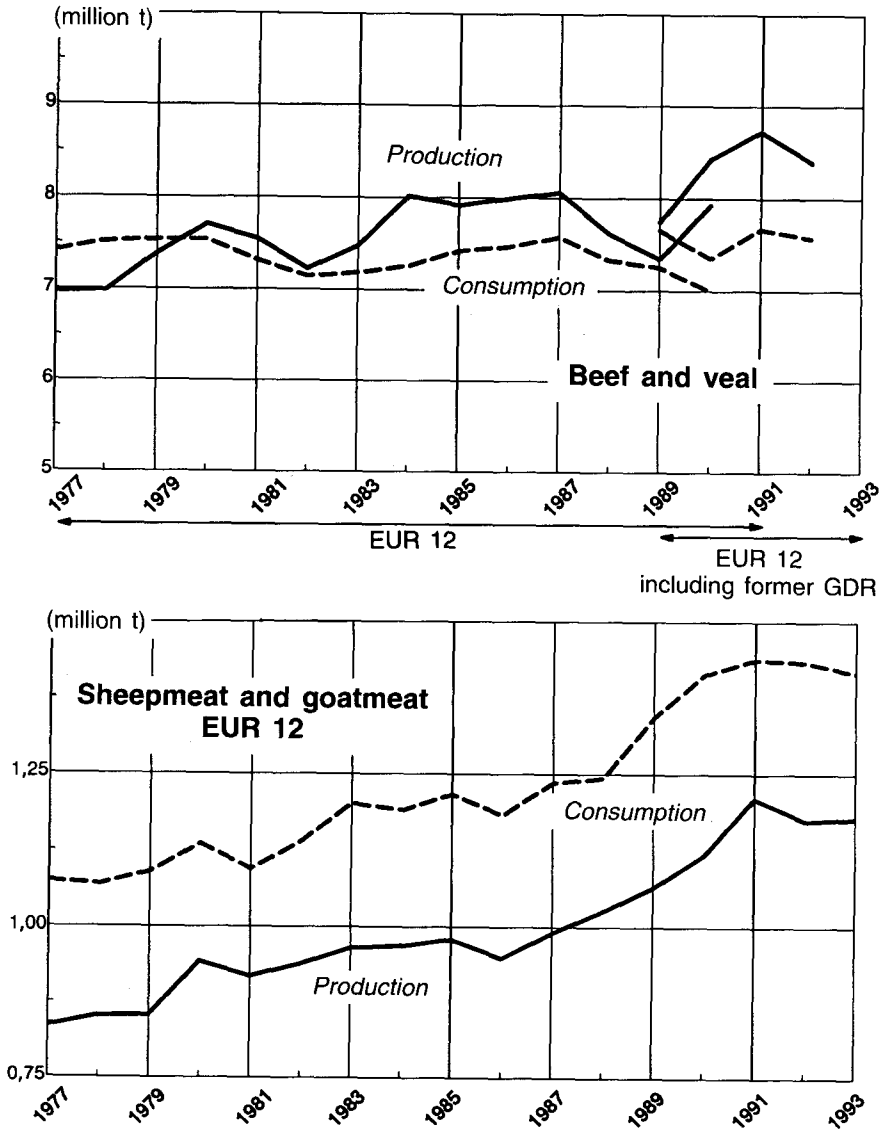 (million t)
9
Production
8
7
Consumption
6
Beef and veal
5
1977 1979 1981 1983 1985 1987 1989 1991 1993
EUR 12
EUR 12
including former GDR
(million t)
Sheepmeat and goatmeat
EUR 12
1,25
Consumption
1,00
Production
0,75
1977 1979 1981 1983 1985 1987 1989 1991 1993